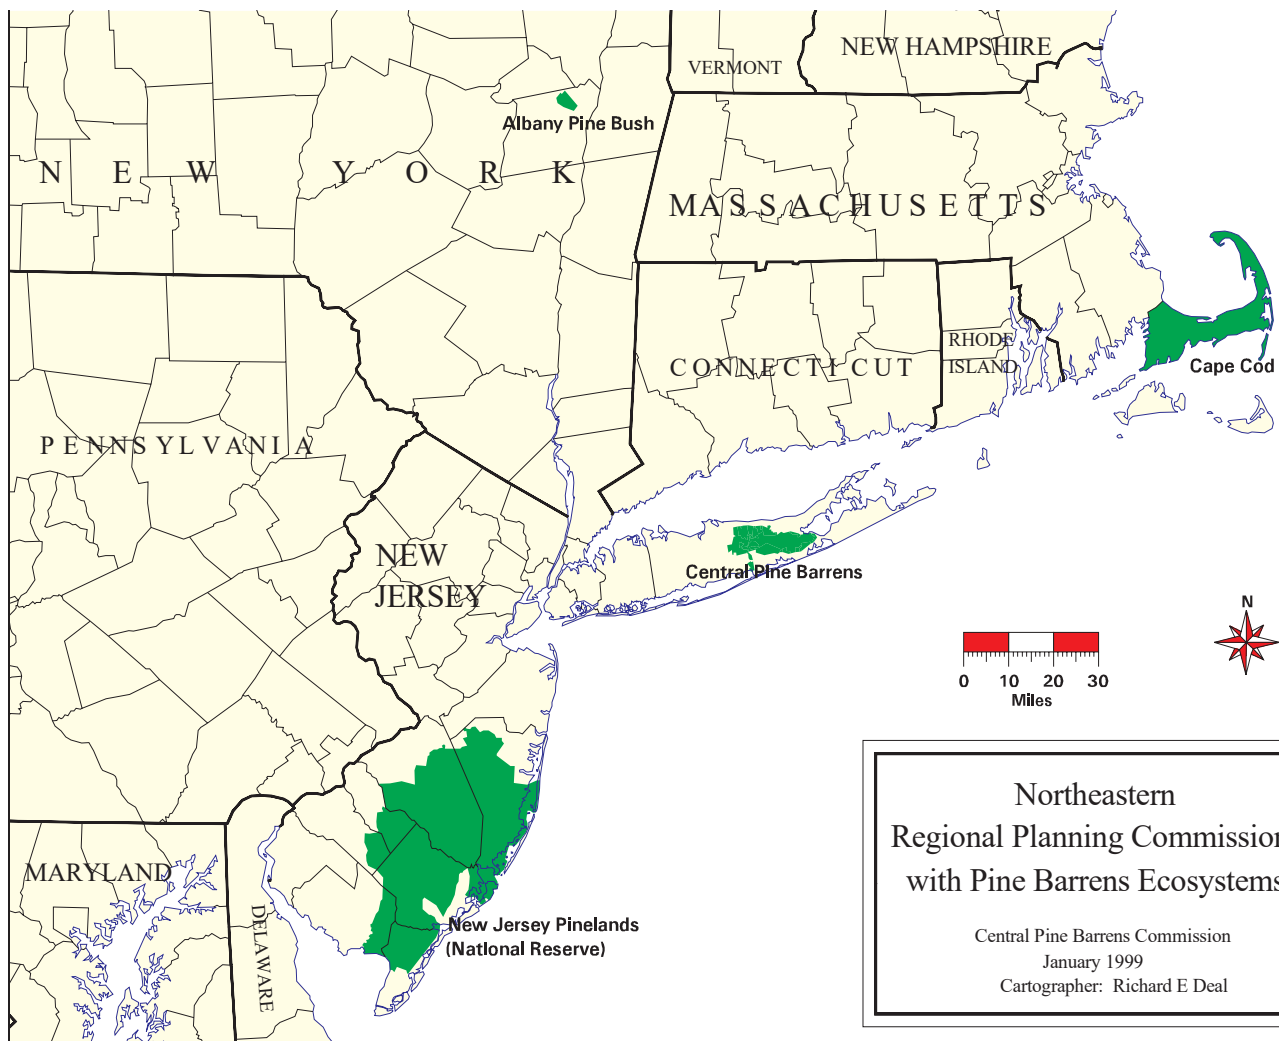 VERMONT
NEW HAMPSHIRE
Albany Pine Bush
NEW YORK
MASSACHUSETTS
CONNECTICUT
RHODE
ISLAND
Cape Cod
PENNSYLVANIA
NEW
JERSEY
Central Pine Barrens
N
0 10 20 30
Miles
MARYLAND
DELAWARE
New Jersey Pinelands
(National Reserve)
Northeastern
Regional Planning Commission
with Pine Barrens Ecosystems
Central Pine Barrens Commission
January 1999
Cartographer: Richard E Deal